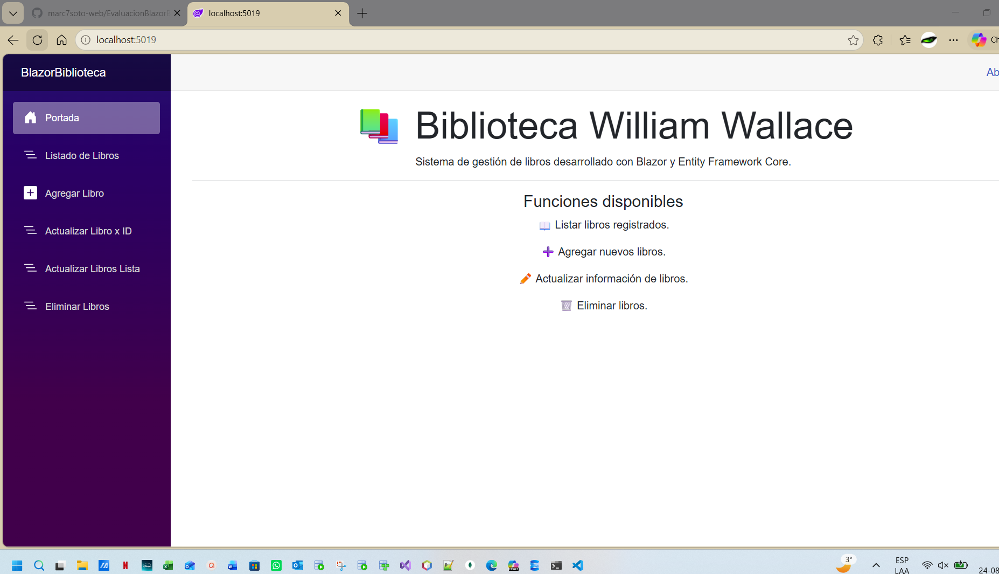 marc7soto-web/EvaluacionBlazorB
localhost:5019
localhost:5019
BlazorBiblioteca
Portada
Listado de Libros
Agregar Libro
Actualizar Libro x ID
Actualizar Libros Lista
Eliminar Libros
Ab
Biblioteca William Wallace
Sistema de gestión de libros desarrollado con Blazor y Entity Framework Core.
Funciones disponibles
Listar libros registrados.
Agregar nuevos libros.
Actualizar información de libros.
Eliminar libros.
3°
ESP
LAA
24-08